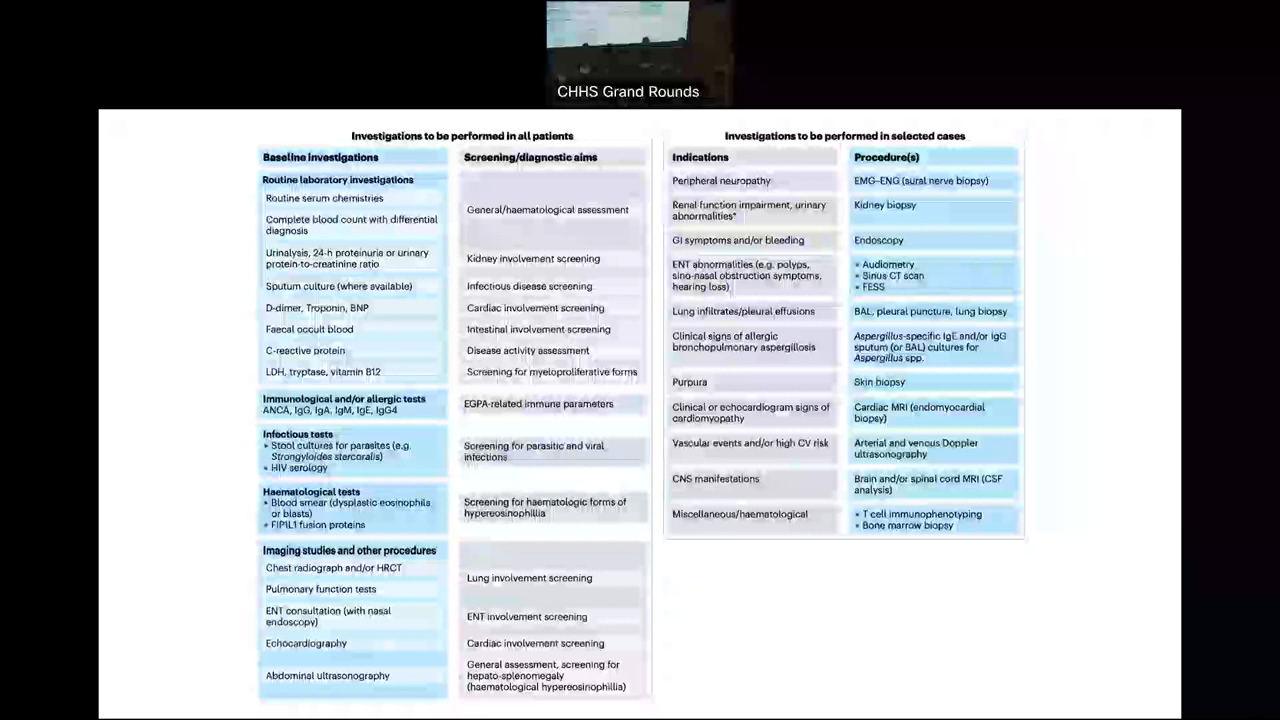 CHHS Grand Rounds
Investigations to be performed in all patients
Baseline investigations
Screening/diagnostic aims
Routine laboratory investigations
Routine serum chemistries
Complete blood count with differential
diagnosis
General/haematological assessment
Urinalysis, 24-h proteinuria or urinary
protein-to-creatinine ratio
Kidney involvement screening
Sputum culture (where available)
Infectious disease screening
D-dimer, Troponin, BNP
Cardiac involvement screening
Faecal occult blood
Intestinal involvement screening
C-reactive protein
Disease activity assessment
LDH, tryptase, vitamin B12
Screening for myeloproliferative forms
Immunological and/or allergic tests
ANCA, IgG, IgA, IgM, IgE, IgG4
EGPA-related immune parameters
Infectious tests
• Stool cultures for parasites (e.g.
Strongyloides stercoralis)
• HIV serology
Screening for parasitic and viral
infections
Haematological tests
• Blood smear (dysplastic eosinophils
or blasts)
• FIP1L1 fusion proteins
Screening for haematologic forms of
hypereosinophilia
Imaging studies and other procedures
Chest radiograph and/or HRCT
Pulmonary function tests
Lung involvement screening
ENT consultation (with nasal
endoscopy)
ENT involvement screening
Echocardiography
Cardiac involvement screening
Abdominal ultrasonography
General assessment, screening for
hepato-splenomegaly
(haematological hypereosinophilia)
Investigations to be performed in selected cases
Indications
Procedure(s)
Peripheral neuropathy
EMG–ENG (sural nerve biopsy)
Renal function impairment, urinary
abnormalities*
Kidney biopsy
GI symptoms and/or bleeding
Endoscopy
ENT abnormalities (e.g. polyps,
sino-nasal obstruction symptoms,
hearing loss)
• Audiometry
• Sinus CT scan
• FESS
Lung infiltrates/pleural effusions
BAL, pleural puncture, lung biopsy
Clinical signs of allergic
bronchopulmonary aspergillosis
Aspergillus-specific IgE and/or IgG
sputum (or BAL) cultures for
Aspergillus spp.
Purpura
Skin biopsy
Clinical or echocardiogram signs of
cardiomyopathy
Cardiac MRI (endomyocardial
biopsy)
Vascular events and/or high CV risk
Arterial and venous Doppler
ultrasonography
CNS manifestations
Brain and/or spinal cord MRI (CSF
analysis)
Miscellaneous/haematological
• T cell immunophenotyping
• Bone marrow biopsy